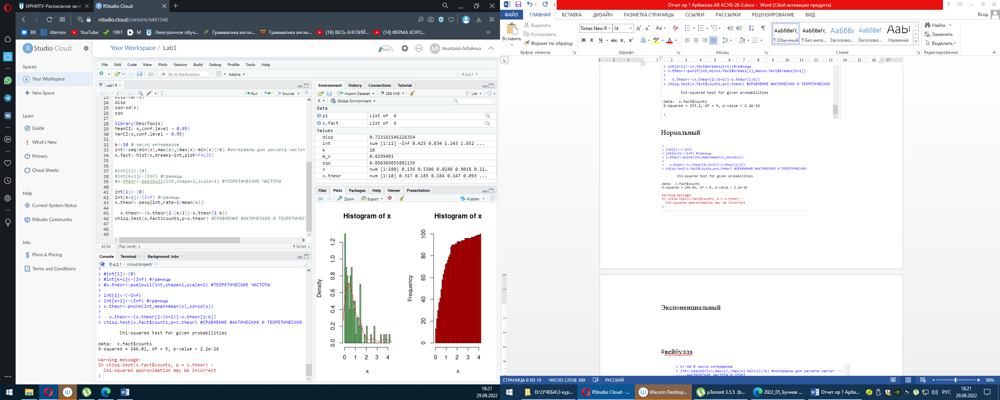 ИРНИТУ-Расписание заня
RStudio Cloud
rstudio.cloud/content/4481548
ВК
Aternos
YouTube
1961
M
Электронное обуч...
Грамматика англи...
Грамматика англи...
(16) ВЕСЬ АНГЛИЙ...
(14) ФЕРМА КОРО...
»
R Studio Cloud
Spaces
Your Workspace
New Space
Learn
Guide
What's New
Primers
Cheat Sheets
Help
Current System Status
RStudio Community
Info
Plans & Pricing
Terms and Conditions
Your Workspace / Lab1
RAM
AA Anastasia Arbakova
File Edit Code View Plots Session Build Debug Profile Tools Help
Go to file/function
Addins
R 4.2.1
Lab1.R
Run
Source
23 disp=var(x)
24 disp
25 sqo=sd(x)
26 sqo
27
28 library(DescTools)
29 MeanCI( x,conf.level = 0.95)
30 VarCI(x,conf.level = 0.95)
31
32 k<-10 # число интервалов
33 int<-seq(min(x),max(x),(max(x)-min(x))/k) #интервалы для расчета частот
34 x.fact<-hist(x,breaks=int,plot=FALSE)
35
36
37 #int[1]<-(0)
38 #int[k+1]<-(Inf) #границы
39 #x.theor<-pweibull(int,shape=1,scale=1) #ТЕОРЕТИЧЕСКИЕ ЧАСТОТЫ
40
41 int[1]<-(0)
42 int[k+1]<-(Inf) #границы
43 x.theor<-pexp(int,rate=1/mean(x))
44
45 x.theor<-(x.theor[2:(k+1)]-x.theor[1:k])
46 chisq.test(x.fact$counts,p=x.theor) #СРАВНЕНИЕ ФАКТИЧЕСКИХ И ТЕОРЕТИЧЕС
47
48
49
43:34 (Top Level) R Script
Console Terminal Background Jobs
R 4.2.1 · /cloud/project/
>
> #int[1]<-(0)
> #int[k+1]<-(Inf) #границы
> #x.theor<-pweibull(int,shape=1,scale=1) #ТЕОРЕТИЧЕСКИЕ ЧАСТОТЫ
>
> int[1]<-(-Inf)
> int[k+1]<-(Inf) #границы
> x.theor<-pnorm(int,mean=mean(x),sd=sd(x))
>
> x.theor<-(x.theor[2:(k+1)]-x.theor[1:k])
> chisq.test(x.fact$counts,p=x.theor) #СРАВНЕНИЕ ФАКТИЧЕСКИХ И ТЕОРЕТИЧЕСКИХ
Chi-squared test for given probabilities
data: x.fact$counts
X-squared = 146.01, df = 9, p-value < 2.2e-16
Warning message:
In chisq.test(x.fact$counts, p = x.theor) :
Chi-squared approximation may be incorrect
>
Environment History Connections Tutorial
Import Dataset 288 MiB List
R Global Environment
Data
p1 List of 6
x.fact List of 6
Values
disp 0.723161546226354
int num [1:11] -Inf 0.425 0.834 1.243 1.652 ...
k 10
m_x 0.8299481
sqo 0.850389055801139
x num [1:100] 0.136 0.5306 0.0248 0.9018 0.11…
x.theor num [1:10] 0.317 0.185 0.184 0.147 0.093 ...
Files Plots Packages Help Viewer Presentation
Zoom Export Publish
Histogram of x
Density
0.0 0.2 0.4 0.6 0.8 1.0 1.2
0 1 2 3 4
x
Histogram of x
Frequency
0 20 40 60 80 100
0 1 2 3 4
x
18:21
29.09.2022
Отчет лр 1 Арбакова АВ АСУб-20-2.docx - Word (Сбой активации продукта)
ФАЙЛ ГЛАВНАЯ ВСТАВКА ДИЗАЙН РАЗМЕТКА СТРАНИЦЫ ССЫЛКИ РАССЫЛКИ РЕЦЕНЗИРОВАНИЕ ВИД
Вход
Вставить
Вырезать
Копировать
Формат по образцу
Буфер обмена
Times New R 14
Ж К Ч abc x₂ x²
Шрифт
Абзац
АаБбВвГг, АаБбВвГг, АаБбВı АаБбВвГ АаЬ
¶ Обычный ¶ Без инте... Заголово... Заголово... Название
Стили
Найти
Заменить
Выделить
Редактирование
3 2 1 1 2 3 4 5 6 7 8 9 10 11 12 13 14 15 16 17
> int[k+1]<-(x.fact$breaks[k+1])#границы
> x.theor<-punif(int,min=x.fact$breaks[1],max=x.fact$breaks[k+1])
>
> x.theor<-(x.theor[2:(k+1)]-x.theor[1:k])
> chisq.test(x.fact$counts,p=x.theor) #СРАВНЕНИЕ ФАКТИЧЕСКИХ И ТЕОРЕТИЧЕСКИХ
Chi-squared test for given probabilities
data: x.fact$counts
X-squared = 153.2, df = 9, p-value < 2.2e-16
>
Нормальный
>
> int[1]<-(-Inf)
> int[k+1]<-(Inf) #границы
> x.theor<-pnorm(int,mean=mean(x),sd=sd(x))
>
> x.theor<-(x.theor[2:(k+1)]-x.theor[1:k])
> chisq.test(x.fact$counts,p=x.theor) #СРАВНЕНИЕ ФАКТИЧЕСКИХ И ТЕОРЕТИЧЕСКИХ
Chi-squared test for given probabilities
data: x.fact$counts
X-squared = 146.01, df = 9, p-value < 2.2e-16
Warning message:
In chisq.test(x.fact$counts, p = x.theor) :
Chi-squared approximation may be incorrect
>
Экспоненциальный
#вейбулла
> k<-10 # число интервалов
> int<-seq(min(x),max(x),(max(x)-min(x))/k) #интервалы для расчета частот --
-----ФАКТИЧЕСКИЕ ЧАСТОТЫ В ОТЧЕТ
СТРАНИЦА 8 ИЗ 10 ЧИСЛО СЛОВ: 389 РУССКИЙ 98%
D:\!УЧЕБА\3 кур...
RStudio Cloud - ...
Wacom Desktop...
µTorrent 3.5.5 (b...
2022_05_Бучнев ...
Отчет лр 1 Арба...
РУС
18:21
29.09.2022